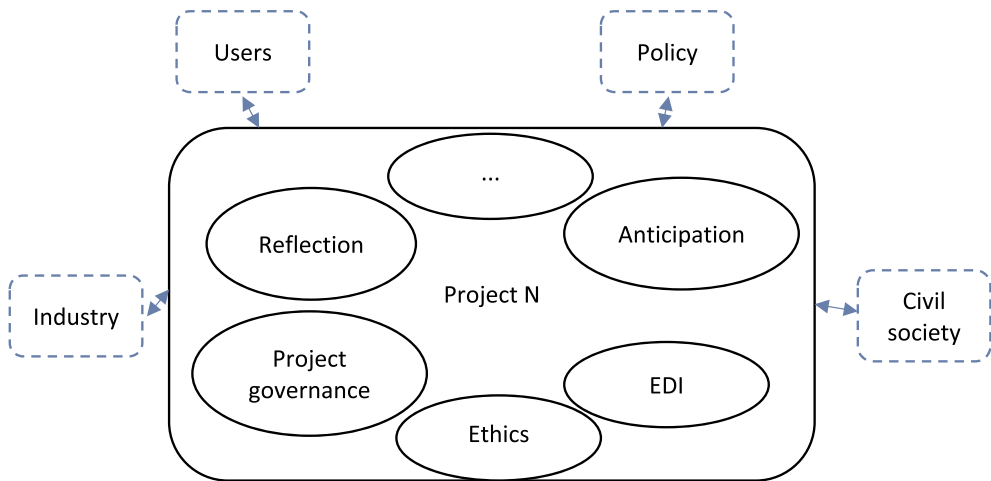 Users
Policy
...
Reflection
Anticipation
Project N
Industry
Civil
society
Project
governance
EDI
Ethics